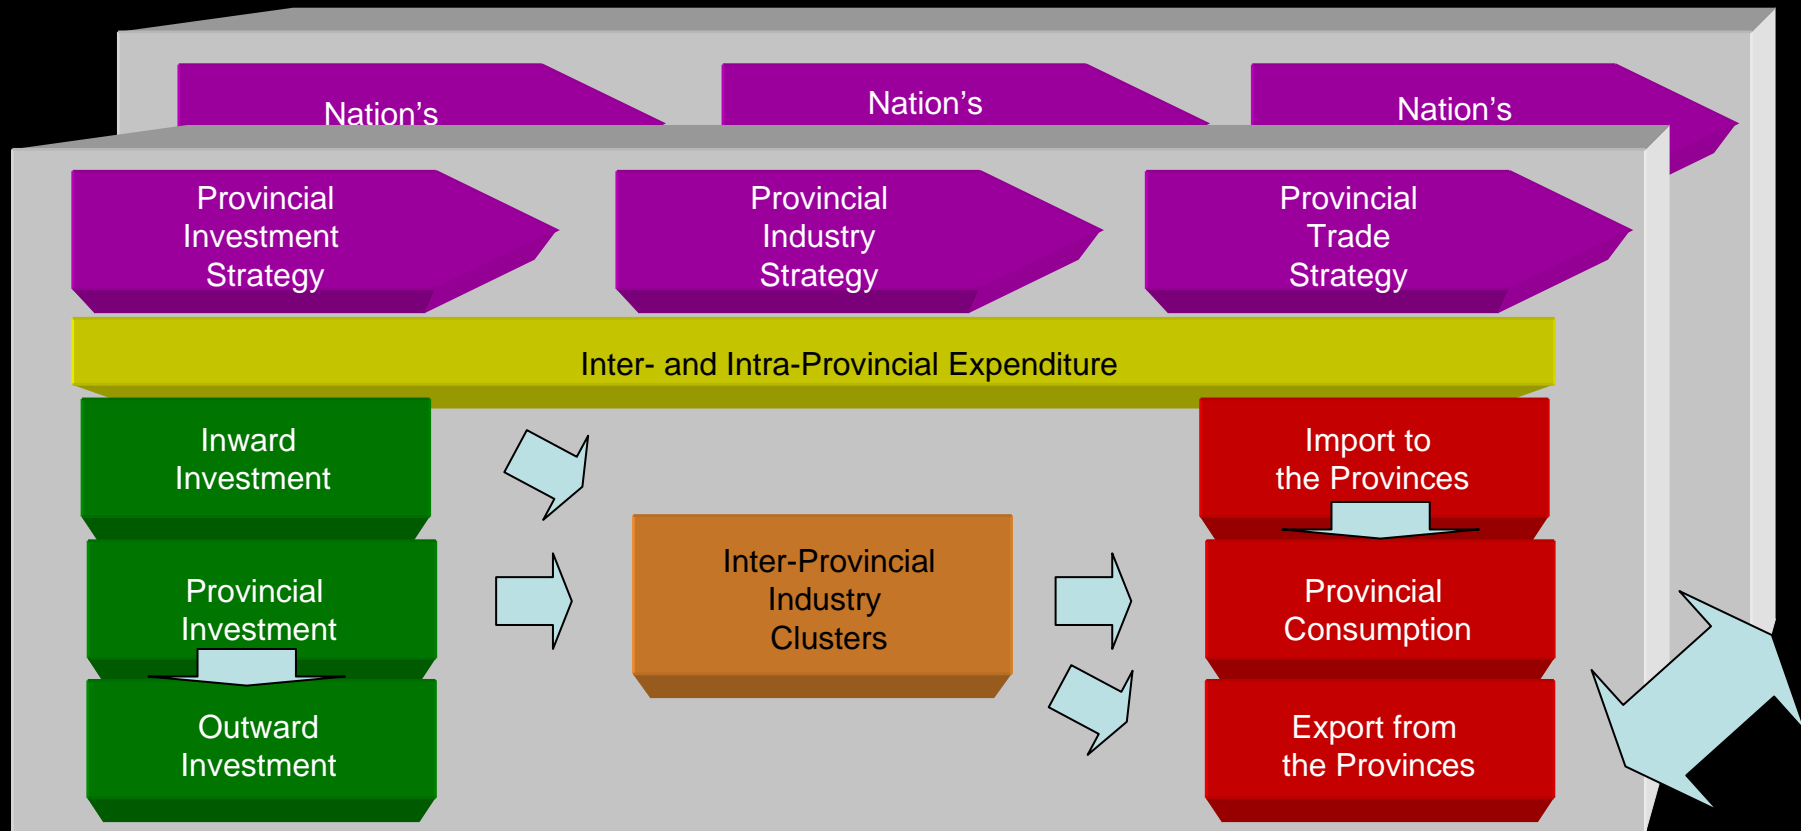 Nation's
Nation's
Nation's
Provincial
Investment
Strategy
Provincial
Industry
Strategy
Provincial
Trade
Strategy
Inter- and Intra-Provincial Expenditure
Inward
Investment
Import to
the Provinces
Provincial
Investment
Inter-Provincial
Industry
Clusters
Provincial
Consumption
Outward
Investment
Export from
the Provinces